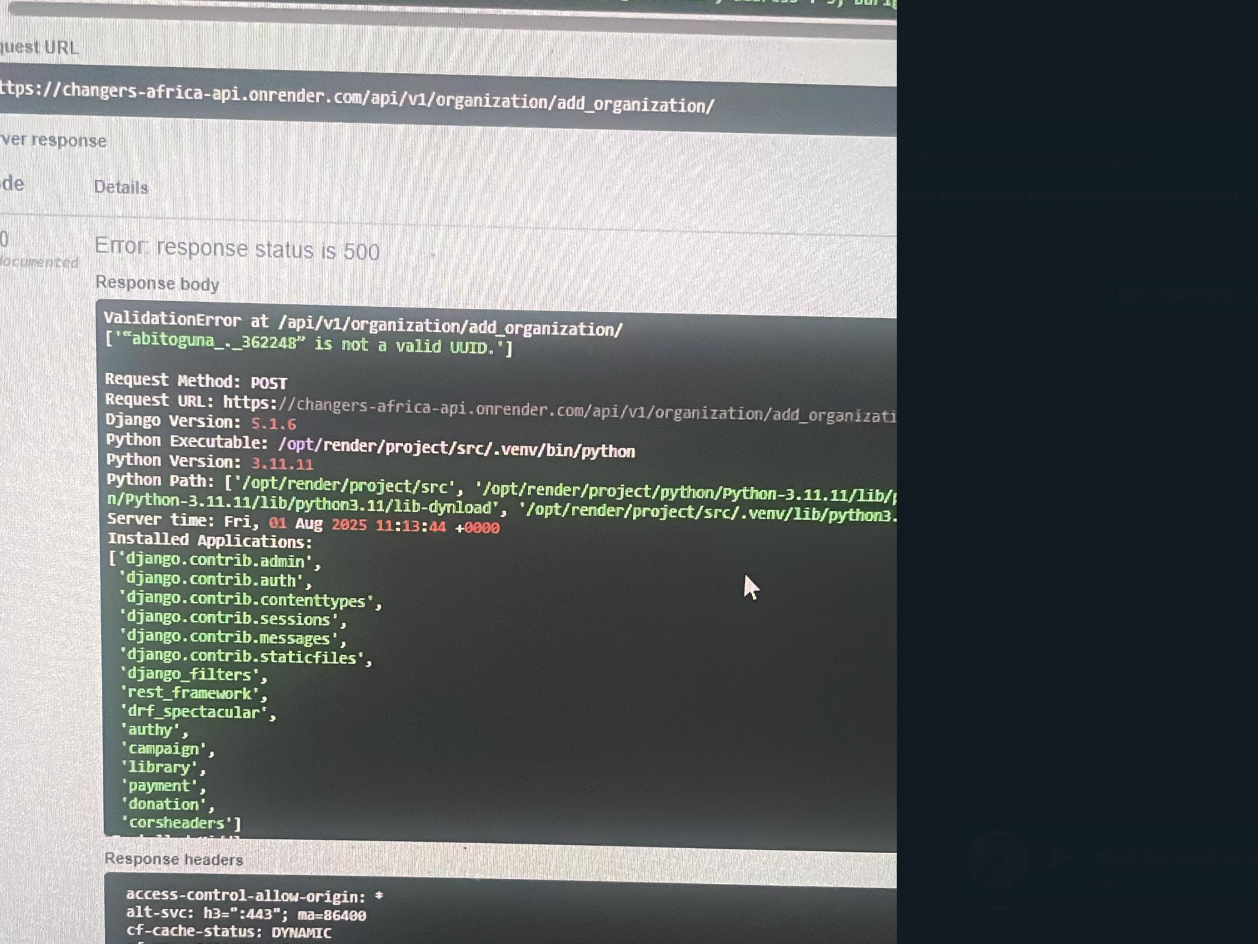 quest URL
ttps://changers-africa-api.onrender.com/api/v1/organization/add_organization/
ver response
de
Details
0
documented
Error: response status is 500
Response body
ValidationError at /api/v1/organization/add_organization/
['“abitoguna_._362248” is not a valid UUID.']
Request Method: POST
Request URL: https://changers-africa-api.onrender.com/api/v1/organization/add_organizati
Django Version: 5.1.6
Python Executable: /opt/render/project/src/.venv/bin/python
Python Version: 3.11.11
Python Path: ['/opt/render/project/src', '/opt/render/project/python/Python-3.11.11/lib/p
n/Python-3.11.11/lib/python3.11/lib-dynload', '/opt/render/project/src/.venv/lib/python3.
Server time: Fri, 01 Aug 2025 11:13:44 +0000
Installed Applications:
['django.contrib.admin',
'django.contrib.auth',
'django.contrib.contenttypes',
'django.contrib.sessions',
'django.contrib.messages',
'django.contrib.staticfiles',
'django_filters',
'rest_framework',
'drf_spectacular',
'authy',
'campaign',
'library',
'payment',
'donation',
'corsheaders']
Response headers
access-control-allow-origin: *
alt-svc: h3=":443"; ma=86400
cf-cache-status: DYNAMIC